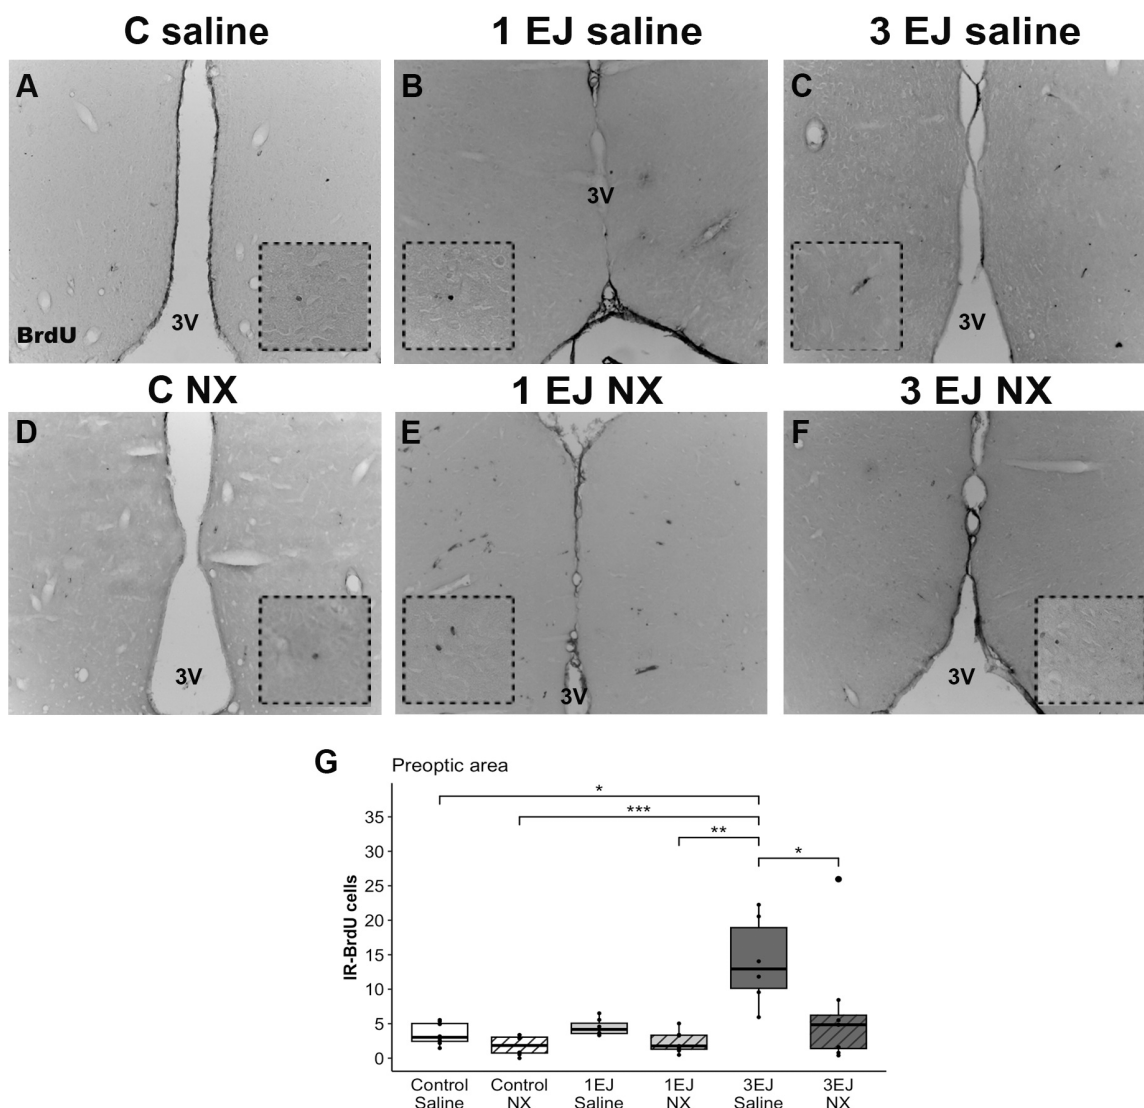 C saline
1 EJ saline
3 EJ saline
A
B
C
3V
3V
3V
BrdU
C NX
1 EJ NX
3 EJ NX
D
E
F
3V
3V
3V
G
Preoptic area
*
***
**
*
IR-BrdU cells
35
30
25
20
15
10
5
0
Control
Saline
Control
NX
1EJ
Saline
1EJ
NX
3EJ
Saline
3EJ
NX